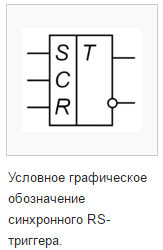 S T
C
R
Условное графическое
обозначение
синхронного RS-
триггера.